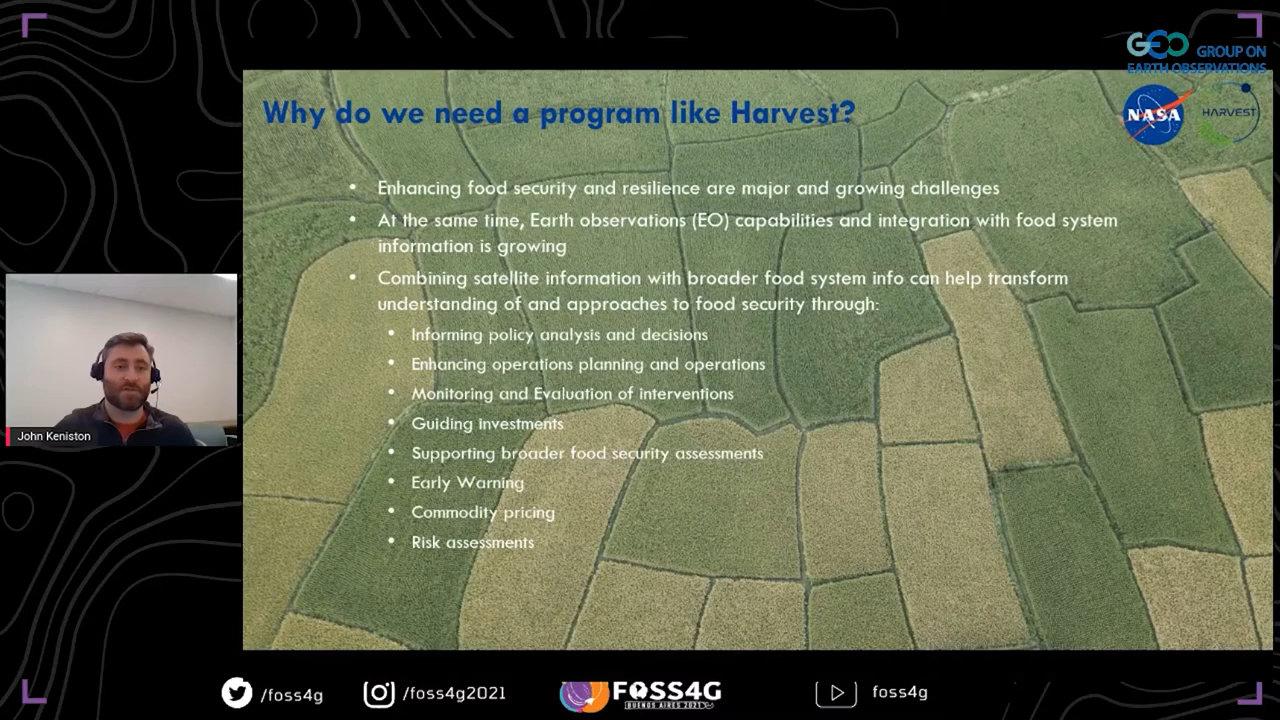 GEO GROUP ON
EARTH OBSERVATIONS
Why do we need a program like Harvest?
NASA
HARVEST
• Enhancing food security and resilience are major and growing challenges
• At the same time, Earth observations (EO) capabilities and integration with food system
information is growing
• Combining satellite information with broader food system info can help transform
understanding of and approaches to food security through:
• Informing policy analysis and decisions
• Enhancing operations planning and operations
• Monitoring and Evaluation of interventions
• Guiding investments
• Supporting broader food security assessments
• Early Warning
• Commodity pricing
• Risk assessments
John Keniston
/foss4g
/foss4g2021
FOSS4G
BUENOS AIRES 2021
foss4g